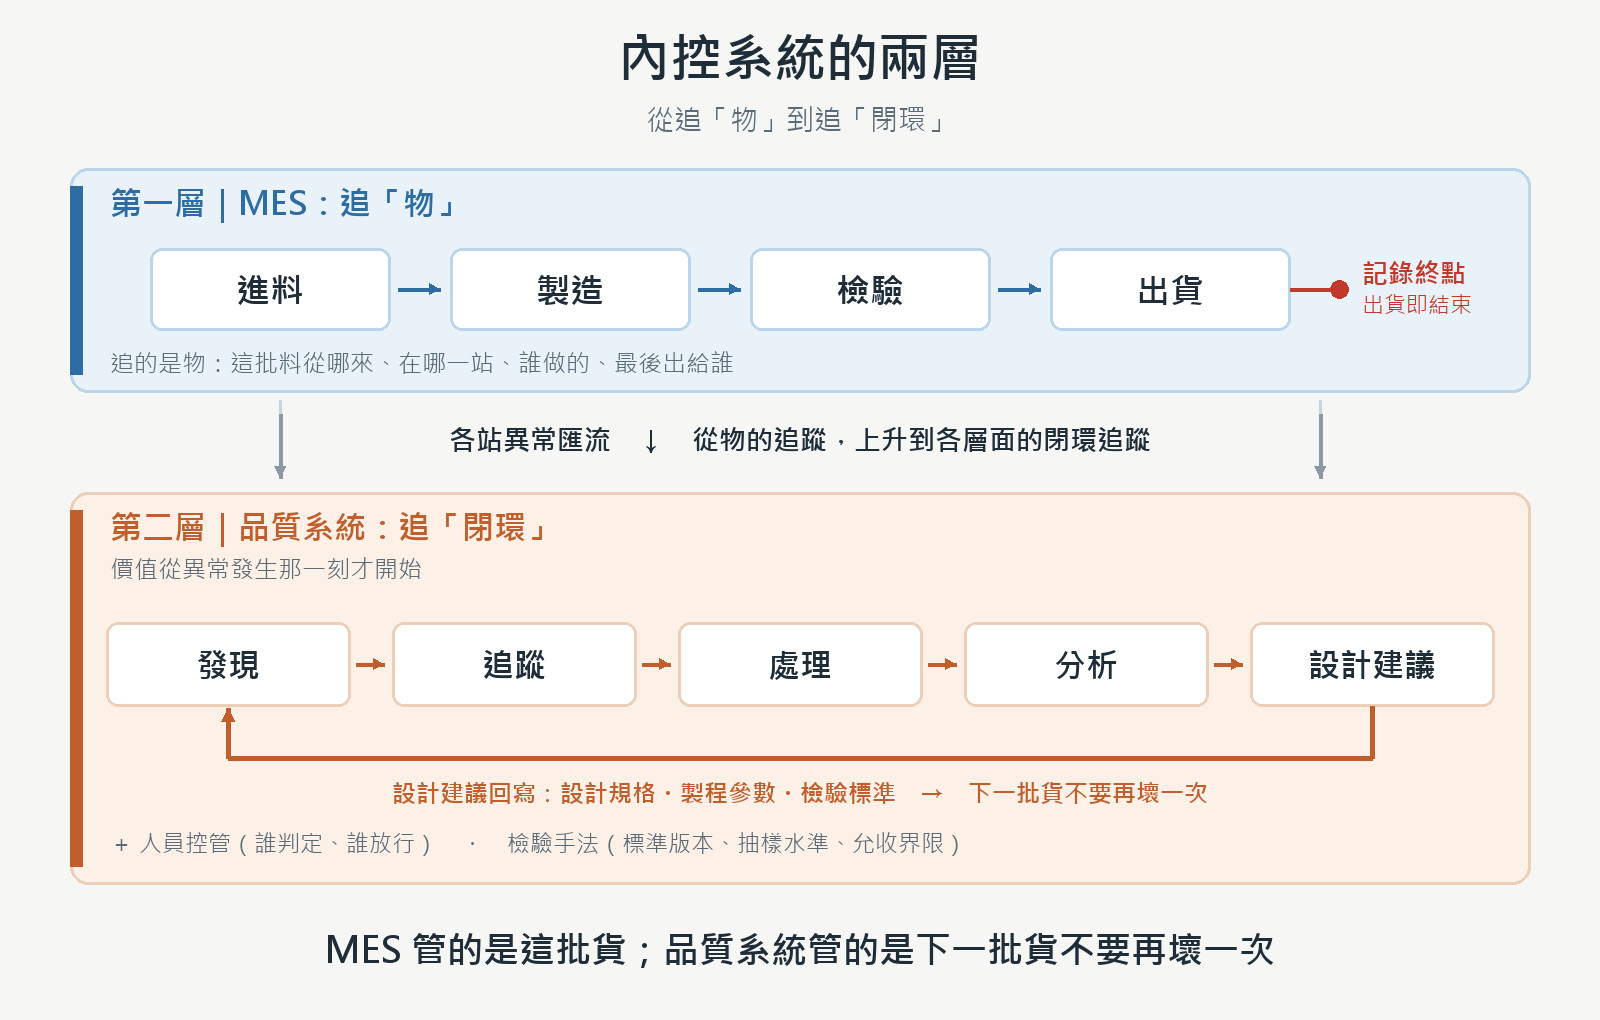 內控系統的兩層
從追「物」到追「閉環」
第一層｜MES：追「物」
進料
製造
檢驗
出貨
記錄終點
出貨即結束
追的是物：這批料從哪來、在哪一站、誰做的、最後出給誰
各站異常匯流 ↓ 從物的追蹤，上升到各層面的閉環追蹤
第二層｜品質系統：追「閉環」
價值從異常發生那一刻才開始
發現
追蹤
處理
分析
設計建議
設計建議回寫：設計規格・製程參數・檢驗標準 → 下一批貨不要再壞一次
+ 人員控管（誰判定、誰放行） · 檢驗手法（標準版本、抽樣水準、允收界限）
MES 管的是這批貨；品質系統管的是下一批貨不要再壞一次